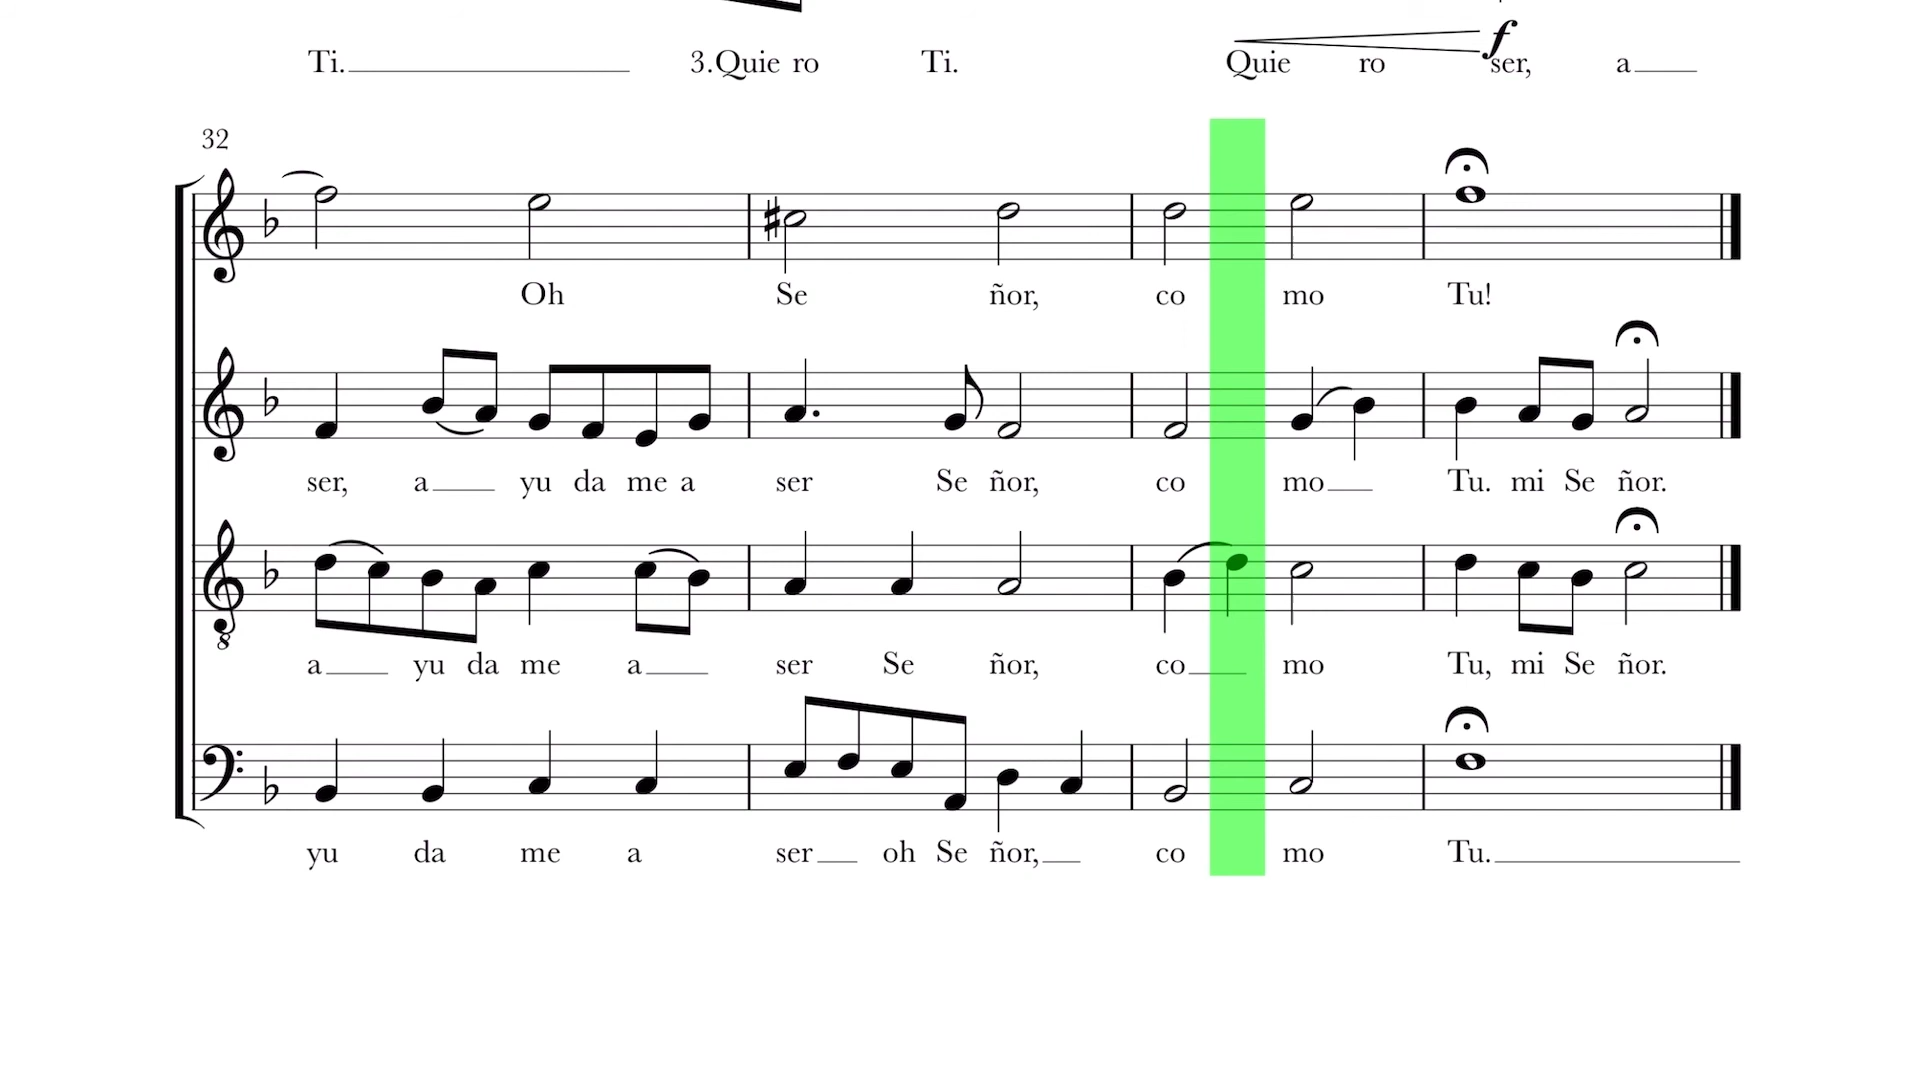 Ti. 3.Quie ro Ti. Quie ro ser, a
f
32
Oh Se ñor, co mo Tu!
ser, a yu da me a ser Se ñor, co mo Tu. mi Se ñor.
8
a yu da me a ser Se ñor, co mo Tu, mi Se ñor.
yu da me a ser oh Se ñor, co mo Tu.